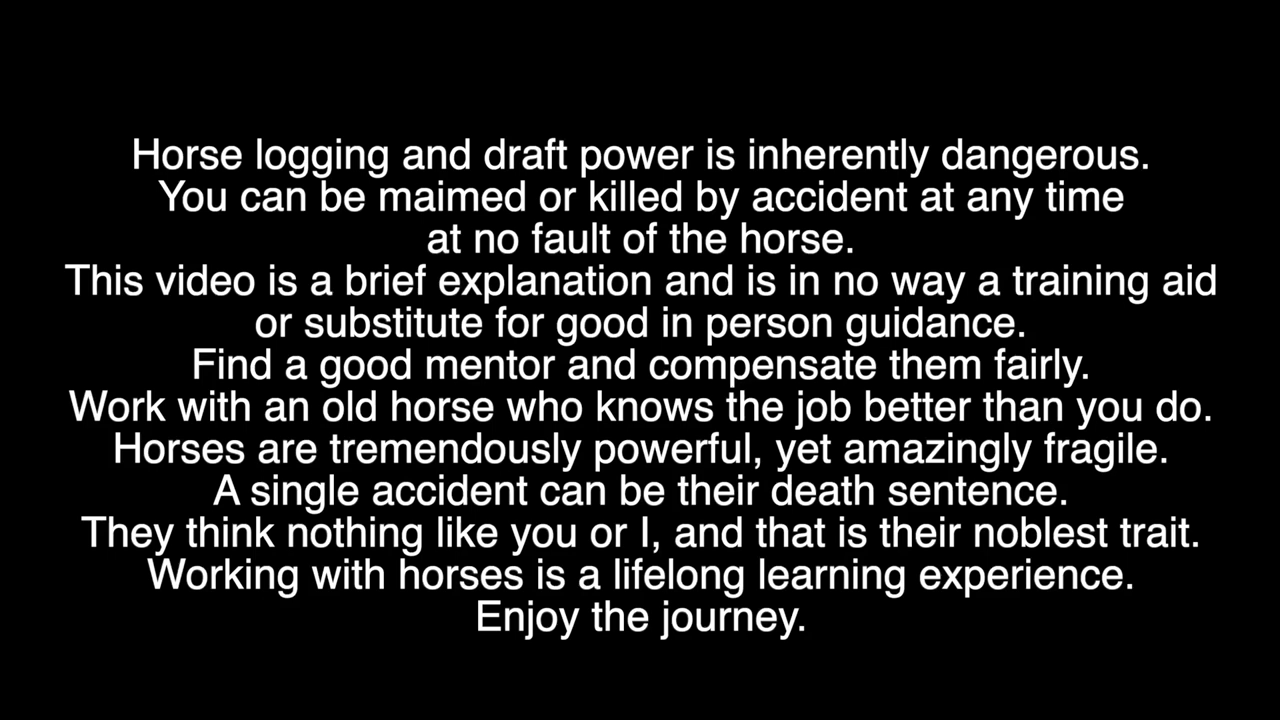 Horse logging and draft power is inherently dangerous.
You can be maimed or killed by accident at any time
at no fault of the horse.
This video is a brief explanation and is in no way a training aid
or substitute for good in person guidance.
Find a good mentor and compensate them fairly.
Work with an old horse who knows the job better than you do.
Horses are tremendously powerful, yet amazingly fragile.
A single accident can be their death sentence.
They think nothing like you or I, and that is their noblest trait.
Working with horses is a lifelong learning experience.
Enjoy the journey.